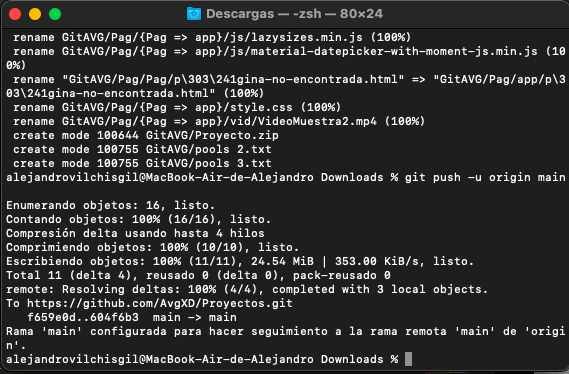 Descargas — -zsh — 80×24
rename GitAVG/Pag/{Pag => app}/js/lazysizes.min.js (100%)
rename GitAVG/Pag/{Pag => app}/js/material-datepicker-with-moment-js.min.js (10
0%)
rename "GitAVG/Pag/Pag/p\303\241gina-no-encontrada.html" => "GitAVG/Pag/app/p\3
03\241gina-no-encontrada.html" (100%)
rename GitAVG/Pag/{Pag => app}/style.css (100%)
rename GitAVG/Pag/{Pag => app}/vid/VideoMuestra2.mp4 (100%)
create mode 100644 GitAVG/Proyecto.zip
create mode 100755 GitAVG/pools 2.txt
create mode 100755 GitAVG/pools 3.txt
alejandrovilchisgil@MacBook-Air-de-Alejandro Downloads % git push -u origin main
Enumerando objetos: 16, listo.
Contando objetos: 100% (16/16), listo.
Compresión delta usando hasta 4 hilos
Comprimiendo objetos: 100% (10/10), listo.
Escribiendo objetos: 100% (11/11), 24.54 MiB | 353.00 KiB/s, listo.
Total 11 (delta 4), reusado 0 (delta 0), pack-reusado 0
remote: Resolving deltas: 100% (4/4), completed with 3 local objects.
To https://github.com/AvgXD/Proyectos.git
f659e0d..604f6b3  main -> main
Rama 'main' configurada para hacer seguimiento a la rama remota 'main' de 'origi
n'.
alejandrovilchisgil@MacBook-Air-de-Alejandro Downloads %